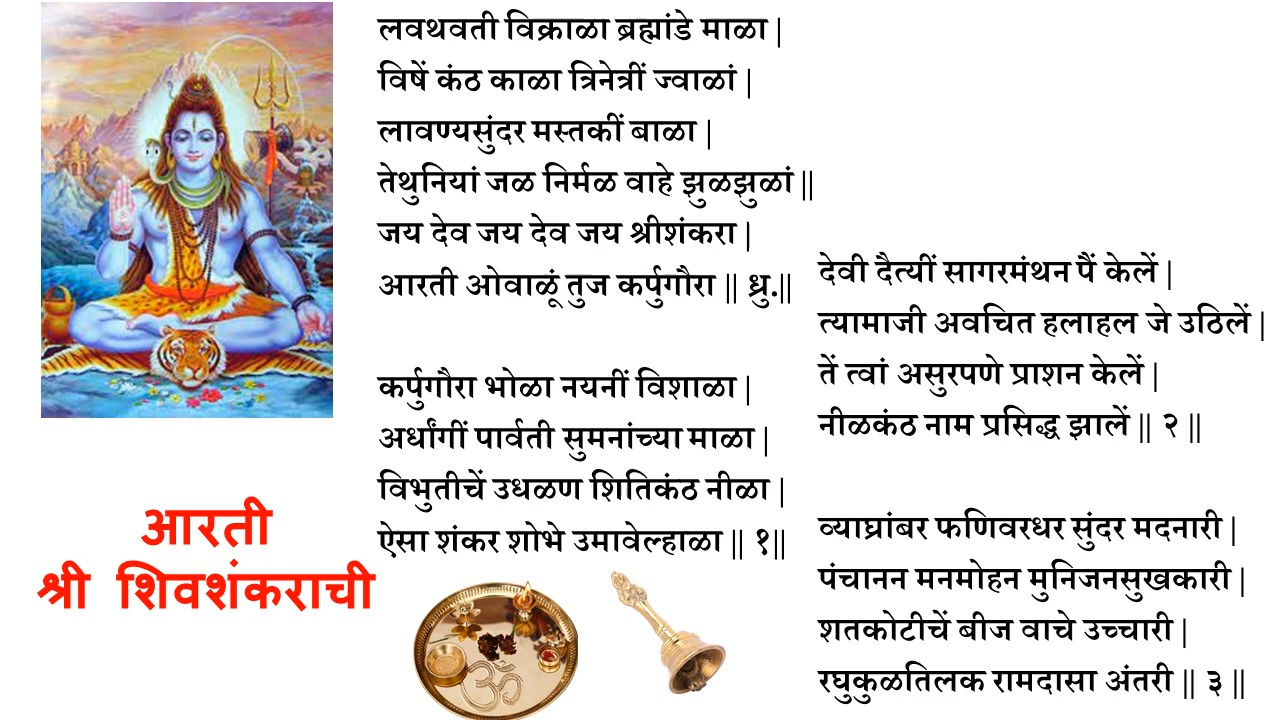 लवथवती विक्राळा ब्रह्मांडे माळा |
विषें कंठ काळा त्रिनेत्रीं ज्वाळां |
लावण्यसुंदर मस्तकीं बाळा |
तेथुनियां जळ निर्मळ वाहे झुळझुळां ||
जय देव जय देव जय श्रीशंकरा |
आरती ओवाळूं तुज कर्पुगौरा || ध्रु.||
कर्पुगौरा भोळा नयनीं विशाळा |
अर्धांगीं पार्वती सुमनांच्या माळा |
विभुतीचें उधळण शितिकंठ नीळा |
ऐसा शंकर शोभे उमावेल्हाळा || १||
देवी दैत्यीं सागरमंथन पैं केलें |
त्यामाजी अवचित हलाहल जे उठिलें |
तें त्वां असुरपणे प्राशन केलें |
नीळकंठ नाम प्रसिद्ध झालें || २ ||
व्याघ्रांबर फणिवरधर सुंदर मदनारी |
पंचानन मनमोहन मुनिजनसुखकारी |
शतकोटीचें बीज वाचे उच्चारी |
रघुकुळतिलक रामदासा अंतरी || ३ ||
आरती
श्री शिवशंकराची
ॐ